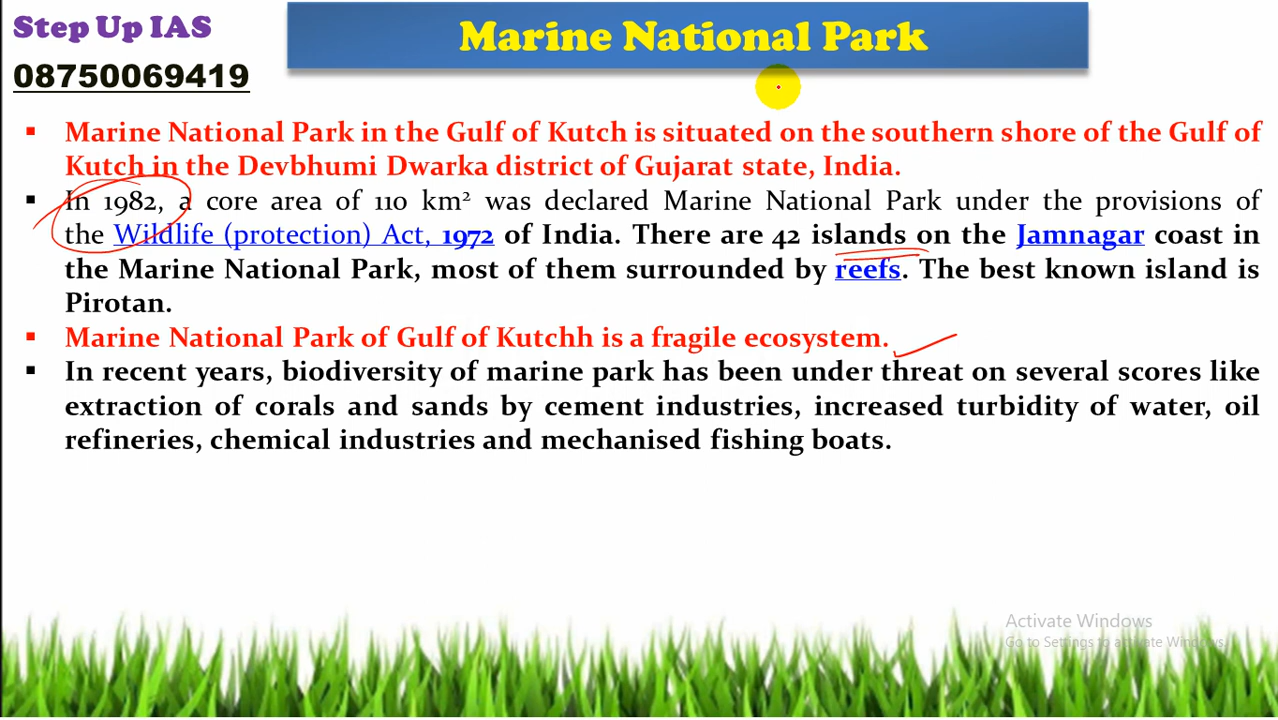 Step Up IAS
Marine National Park
08750069419
▪ Marine National Park in the Gulf of Kutch is situated on the southern shore of the Gulf of
Kutch in the Devbhumi Dwarka district of Gujarat state, India.
▪ In 1982, a core area of 110 km² was declared Marine National Park under the provisions of
the Wildlife (protection) Act, 1972 of India. There are 42 islands on the Jamnagar coast in
the Marine National Park, most of them surrounded by reefs. The best known island is
Pirotan.
▪ Marine National Park of Gulf of Kutchh is a fragile ecosystem.
▪ In recent years, biodiversity of marine park has been under threat on several scores like
extraction of corals and sands by cement industries, increased turbidity of water, oil
refineries, chemical industries and mechanised fishing boats.
Activate Windows
Go to Settings to activate Windows.